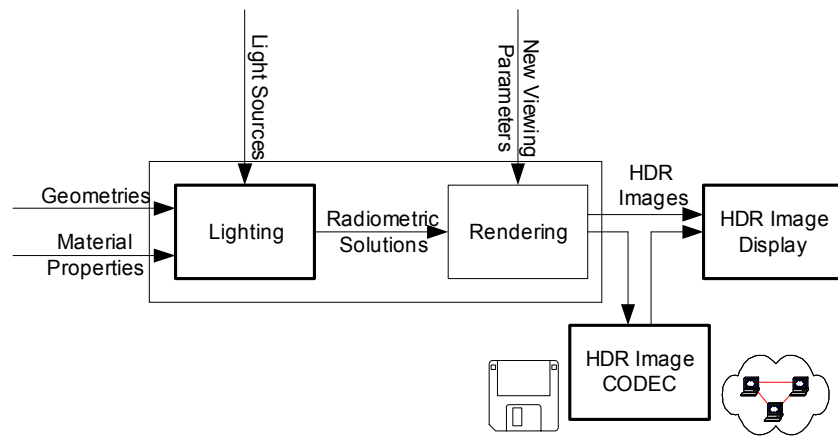 Light Sources
New Viewing
Parameters
Geometries
Material
Properties
Lighting
Radiometric
Solutions
Rendering
HDR
Images
HDR Image
Display
HDR Image
CODEC